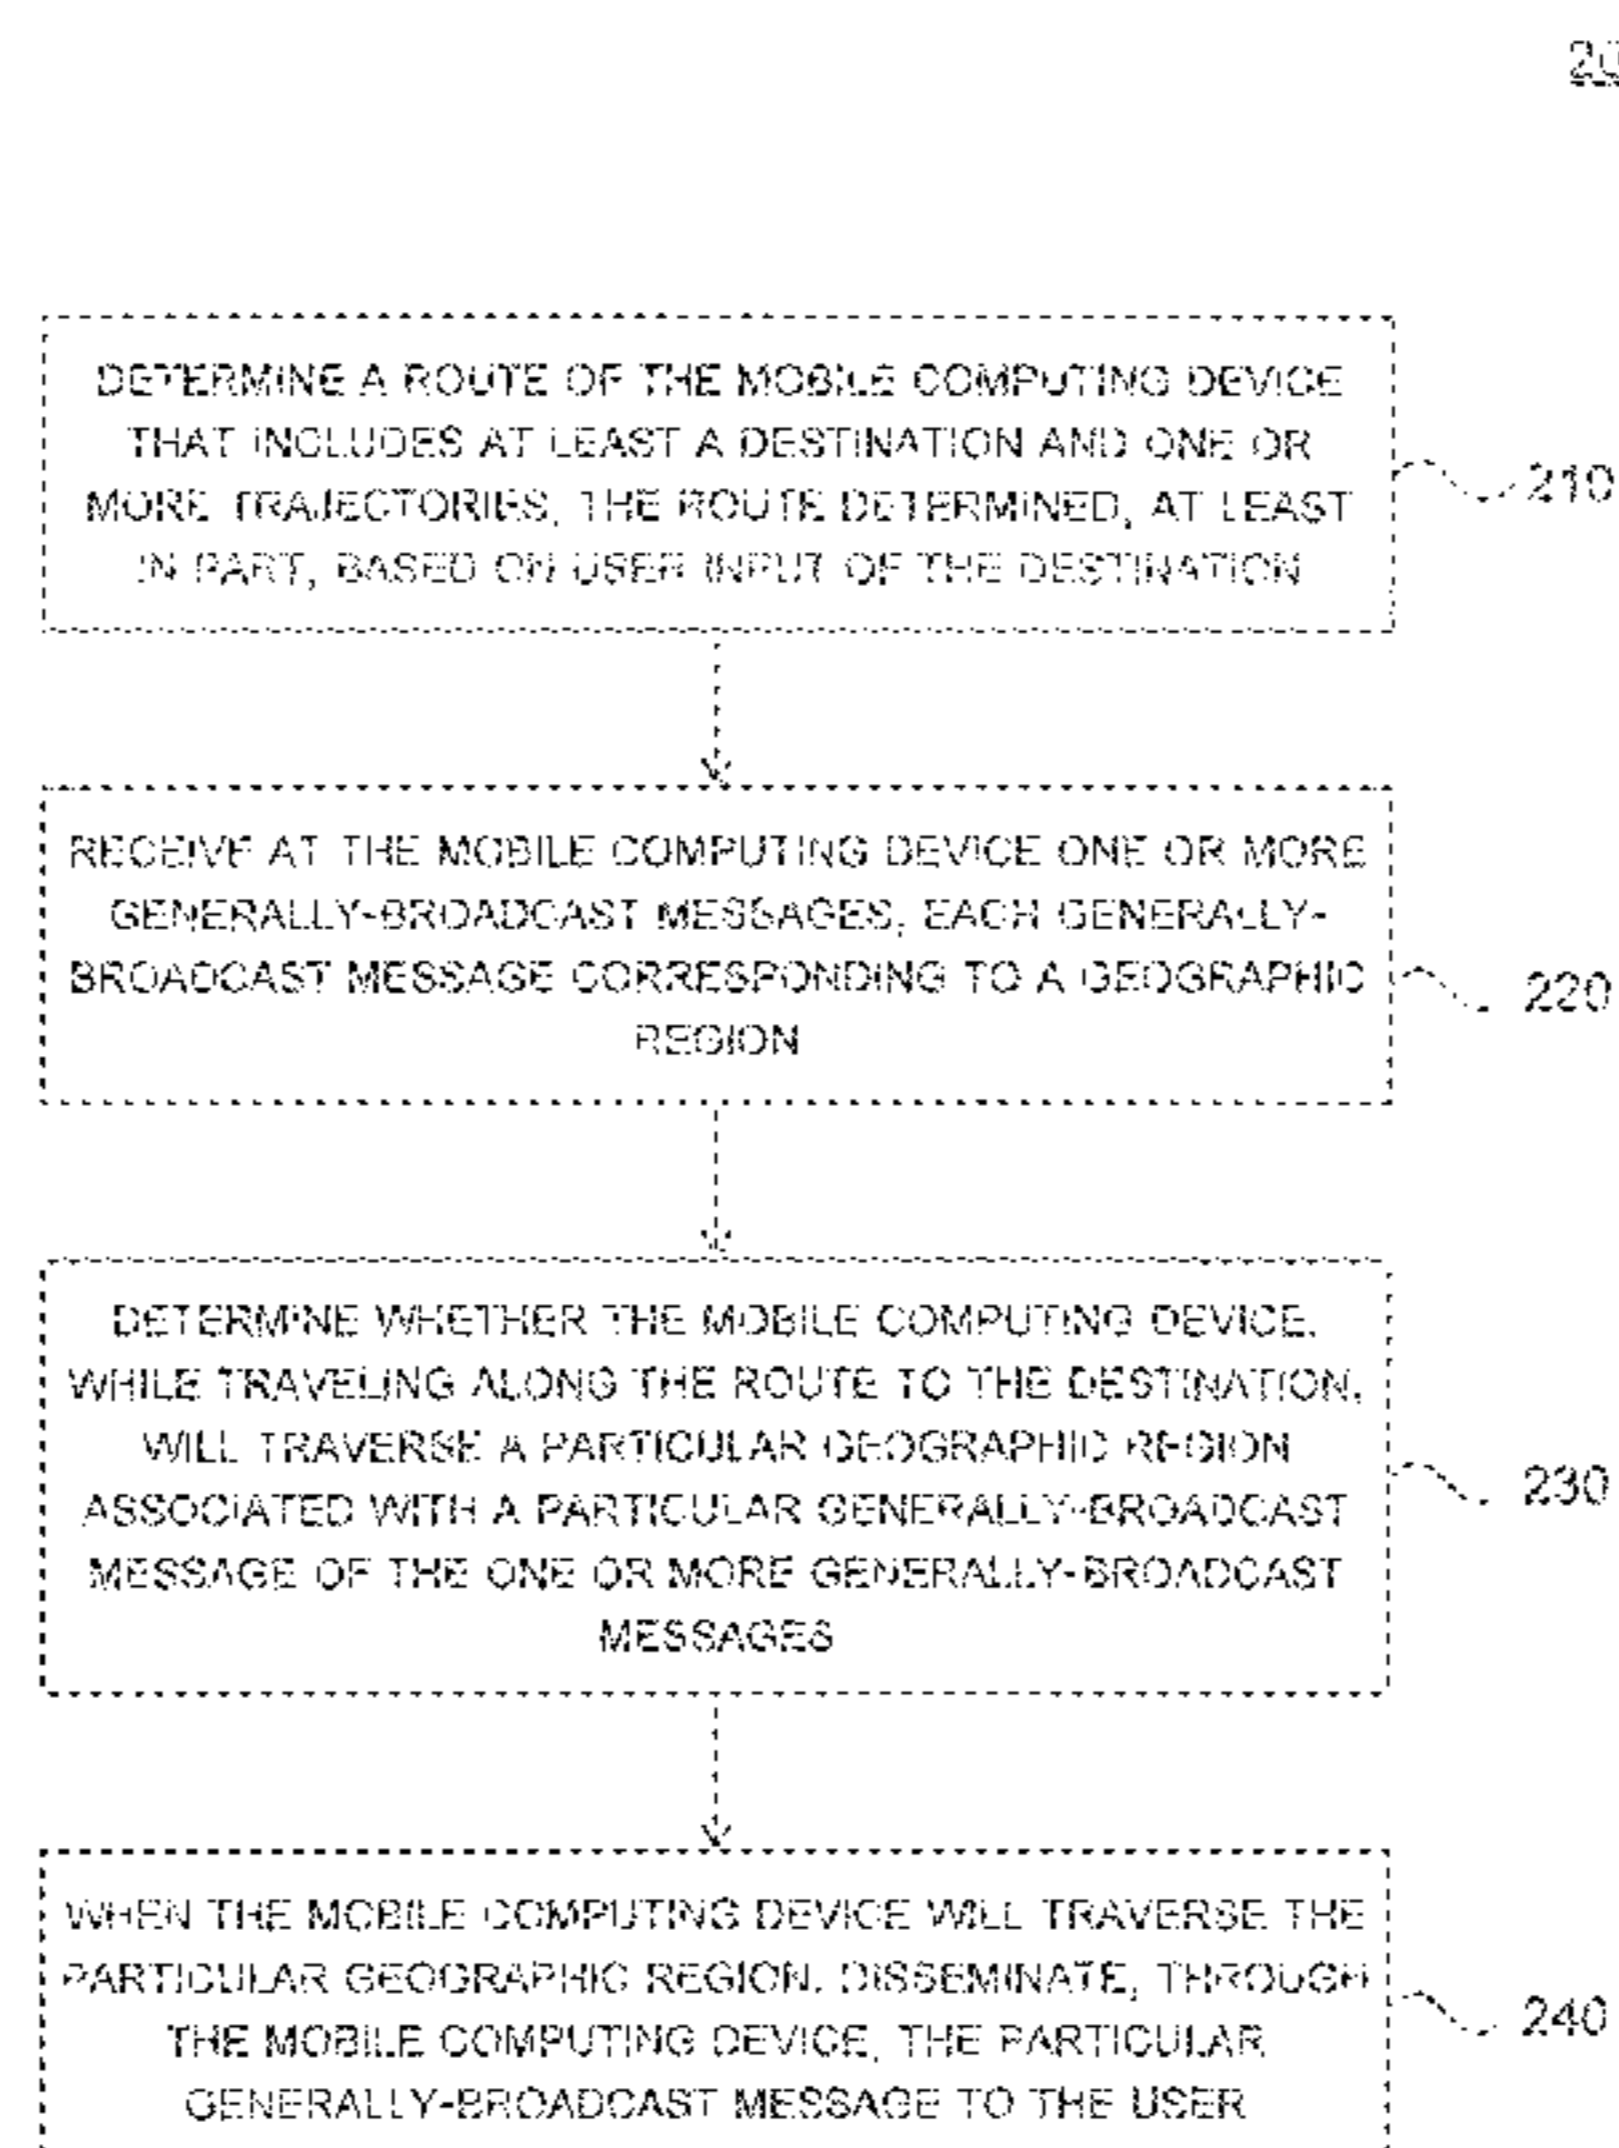 20
DETERMINE A ROUTE OF THE MOBILE COMPUTING DEVICE
THAT INCLUDES AT LEAST A DESTINATION AND ONE OR
MORE TRAJECTORIES, THE ROUTE DETERMINED, AT LEAST
IN PART, BASED ON USER INPUT OF THE DESTINATION
210
RECEIVE AT THE MOBILE COMPUTING DEVICE ONE OR MORE
GENERALLY-BROADCAST MESSAGES, EACH GENERALLY-
BROADCAST MESSAGE CORRESPONDING TO A GEOGRAPHIC
REGION
220
DETERMINE WHETHER THE MOBILE COMPUTING DEVICE,
WHILE TRAVELING ALONG THE ROUTE TO THE DESTINATION,
WILL TRAVERSE A PARTICULAR GEOGRAPHIC REGION
ASSOCIATED WITH A PARTICULAR GENERALLY-BROADCAST
MESSAGE OF THE ONE OR MORE GENERALLY-BROADCAST
MESSAGES
230
WHEN THE MOBILE COMPUTING DEVICE WILL TRAVERSE THE
PARTICULAR GEOGRAPHIC REGION, DISSEMINATE, THROUGH
THE MOBILE COMPUTING DEVICE, THE PARTICULAR
GENERALLY-BROADCAST MESSAGE TO THE USER
240